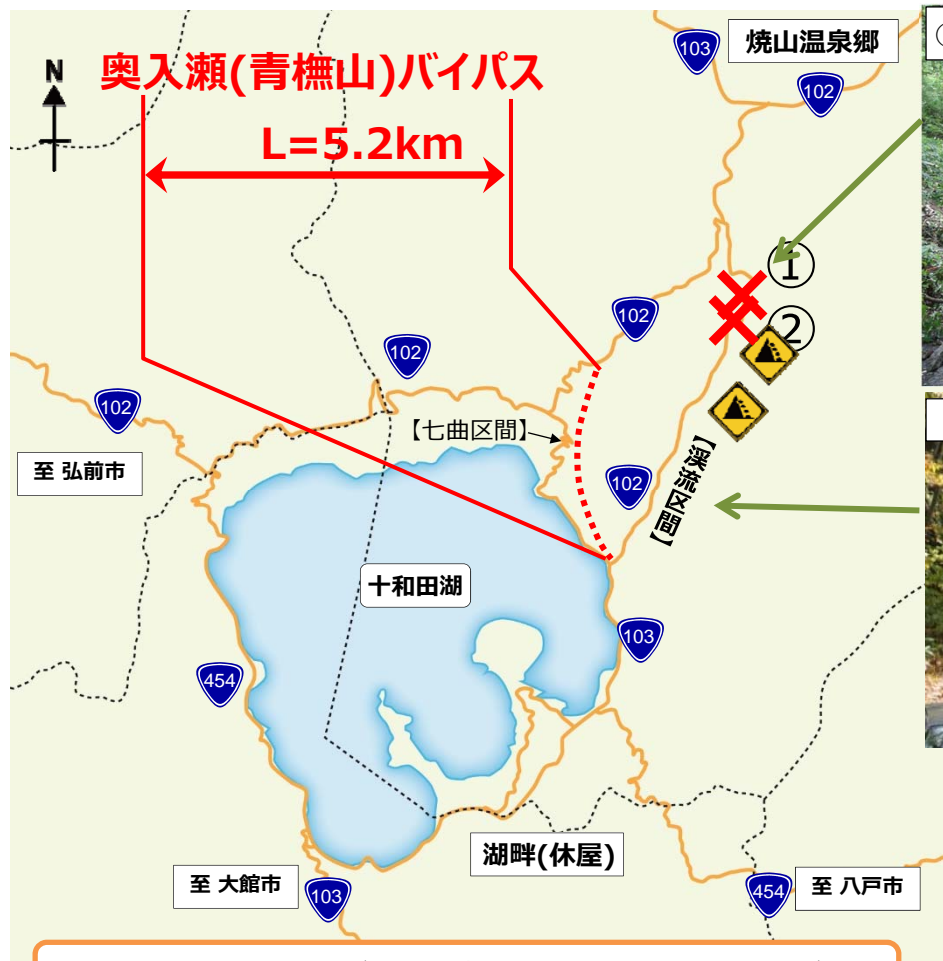 N
奥入瀬(青橅山)バイパス
L=5.2km
103
焼山温泉郷
102
①
②
102
102
102
【七曲区間】
至 弘前市
102
【渓流区間】
十和田湖
103
454
湖畔(休屋)
至 大館市
103
454
至 八戸市